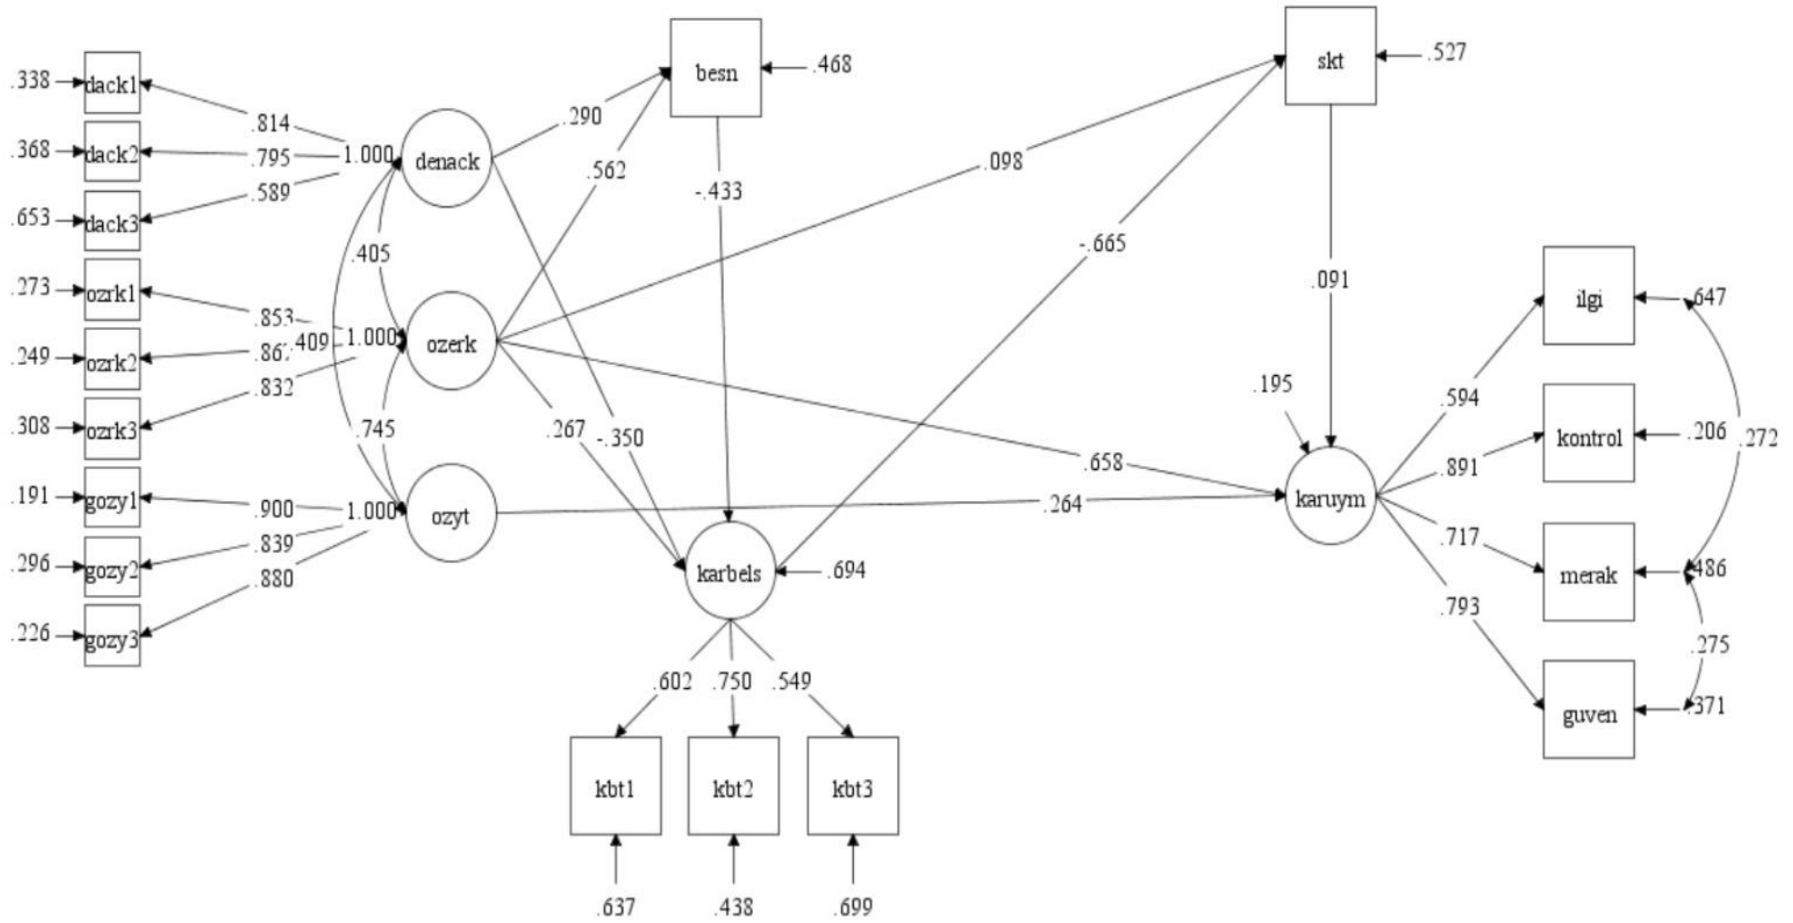 skt
.527
besn
.468
.338
dack1
.814
.290
.368
dack2
.795
1.000
denack
.562
.098
.589
-.433
.653
dack3
.405
-.665
.273
ozrk1
.853
.091
ilgi
.647
.409
1.000
ozerk
.249
ozrk2
.867
.832
.195
.594
.308
ozrk3
.745
.267
-.350
.658
.891
kontrol
.206
.272
.191
gozy1
.900
1.000
ozyt
.264
karuym
.839
.717
.296
gozy2
.880
karbels
.694
merak
.486
.793
.226
gozy3
.275
.602
.750
.549
guven
.371
kbt1
kbt2
kbt3
.637
.438
.699